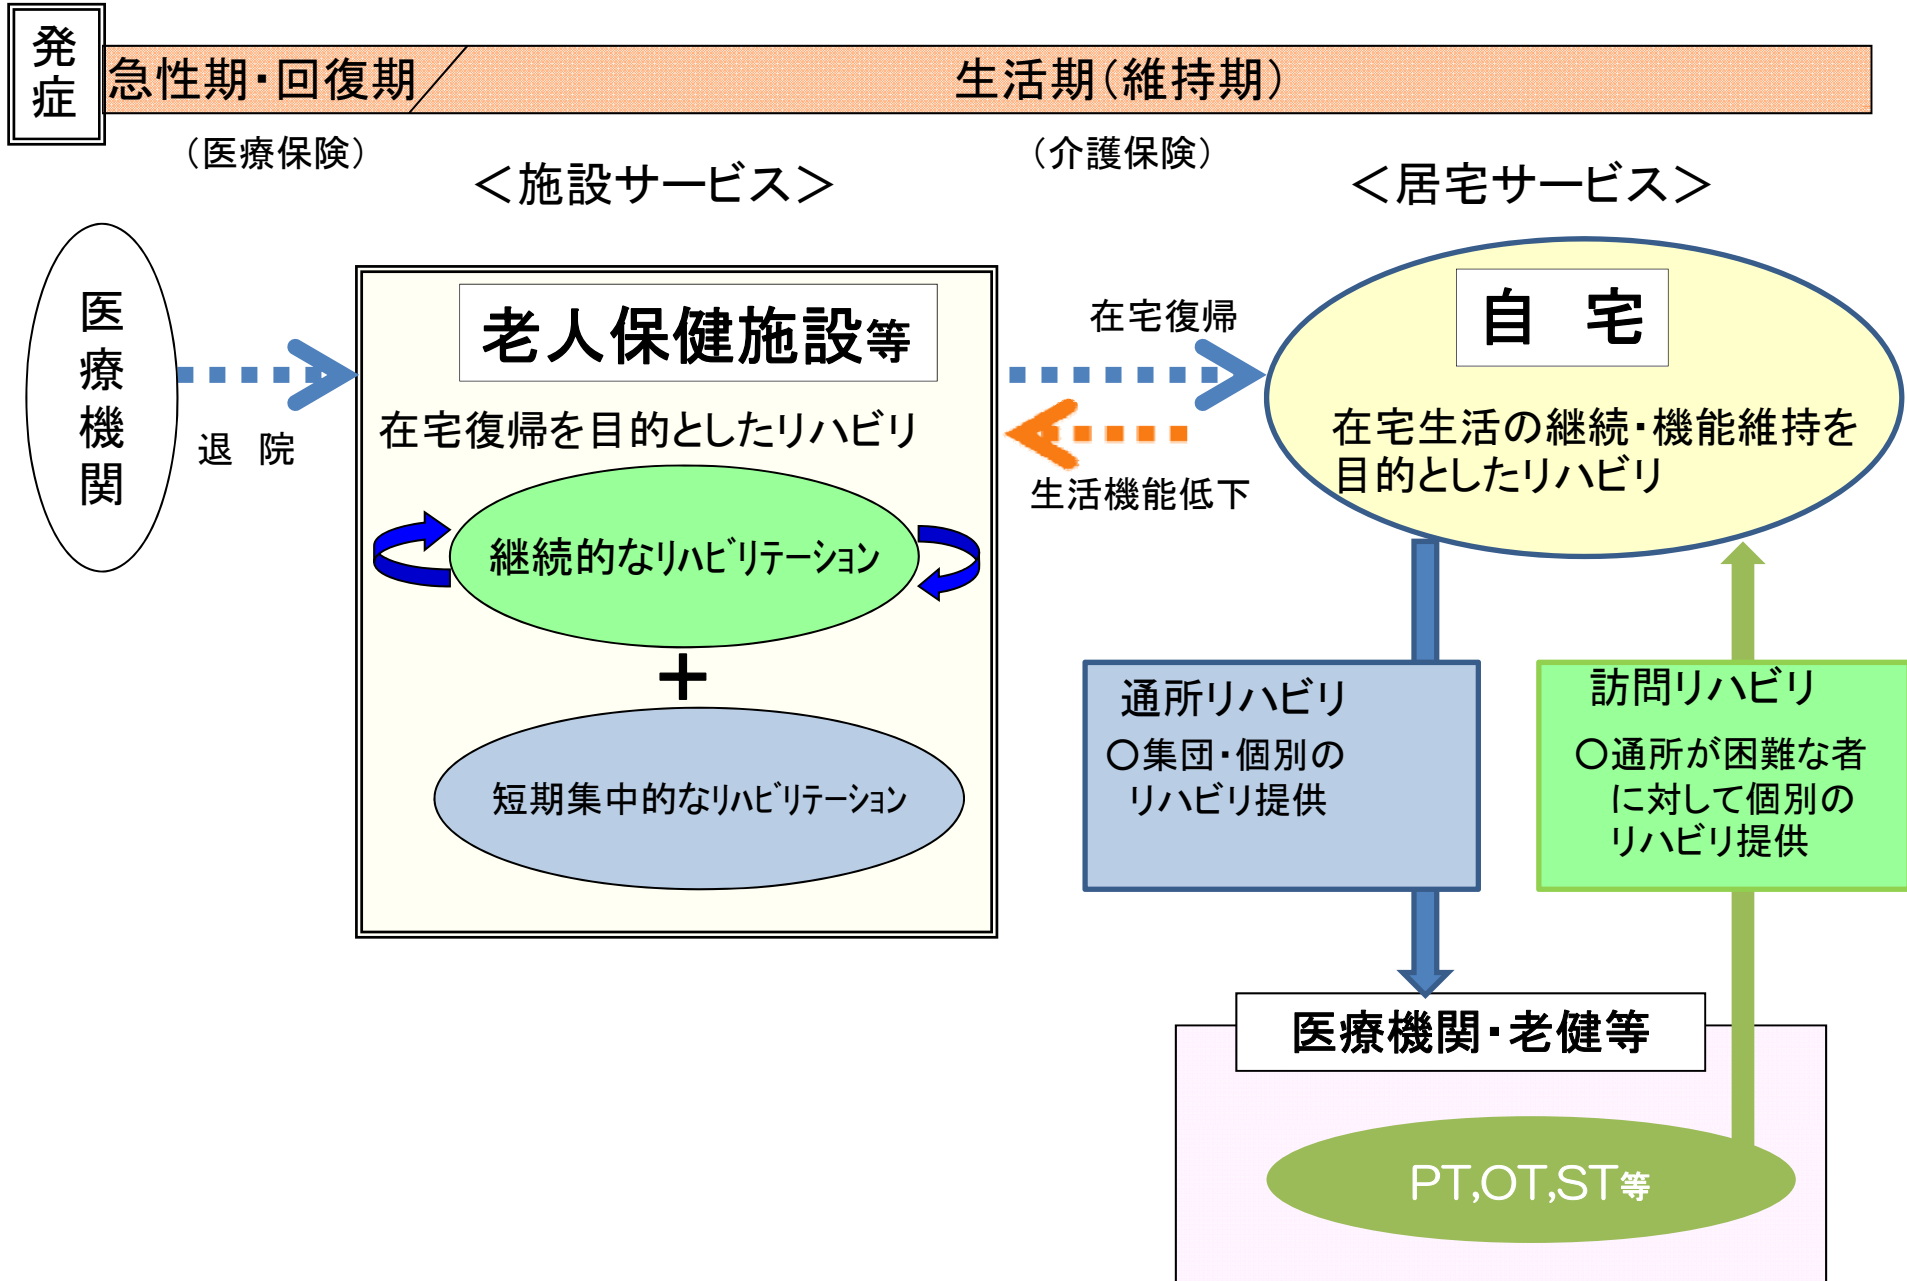 発症
急性期・回復期
生活期(維持期)
(医療保険)
(介護保険)
＜施設サービス＞
＜居宅サービス＞
医療機関
退　院
老人保健施設等
在宅復帰を目的としたリハビリ
継続的なﾘﾊﾋﾞﾘﾃｰｼｮﾝ
＋
短期集中的なﾘﾊﾋﾞﾘﾃｰｼｮﾝ
在宅復帰
生活機能低下
自　宅
在宅生活の継続・機能維持を
目的としたリハビリ
通所リハビリ
○集団・個別の
リハビリ提供
訪問リハビリ
○通所が困難な者
に対して個別の
リハビリ提供
医療機関・老健等
PT,OT,ST等